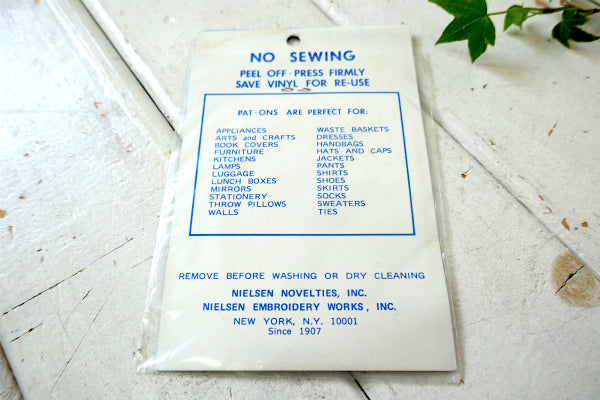 NO SEWING
PEEL OFF · PRESS FIRMLY
SAVE VINYL FOR RE-USE
PAT-ONS ARE PERFECT FOR:
APPLIANCES
ARTS and CRAFTS
BOOK COVERS
FURNITURE
KITCHENS
LAMPS
LUGGAGE
LUNCH BOXES
MIRRORS
STATIONERY
THROW PILLOWS
WALLS
WASTE BASKETS
DRESSES
HANDBAGS
HATS AND CAPS
JACKETS
PANTS
SHIRTS
SHOES
SKIRTS
SOCKS
SWEATERS
TIES
REMOVE BEFORE WASHING OR DRY CLEANING
NIELSEN NOVELTIES, INC.
NIELSEN EMBROIDERY WORKS, INC.
NEW YORK, N.Y. 10001
Since 1907